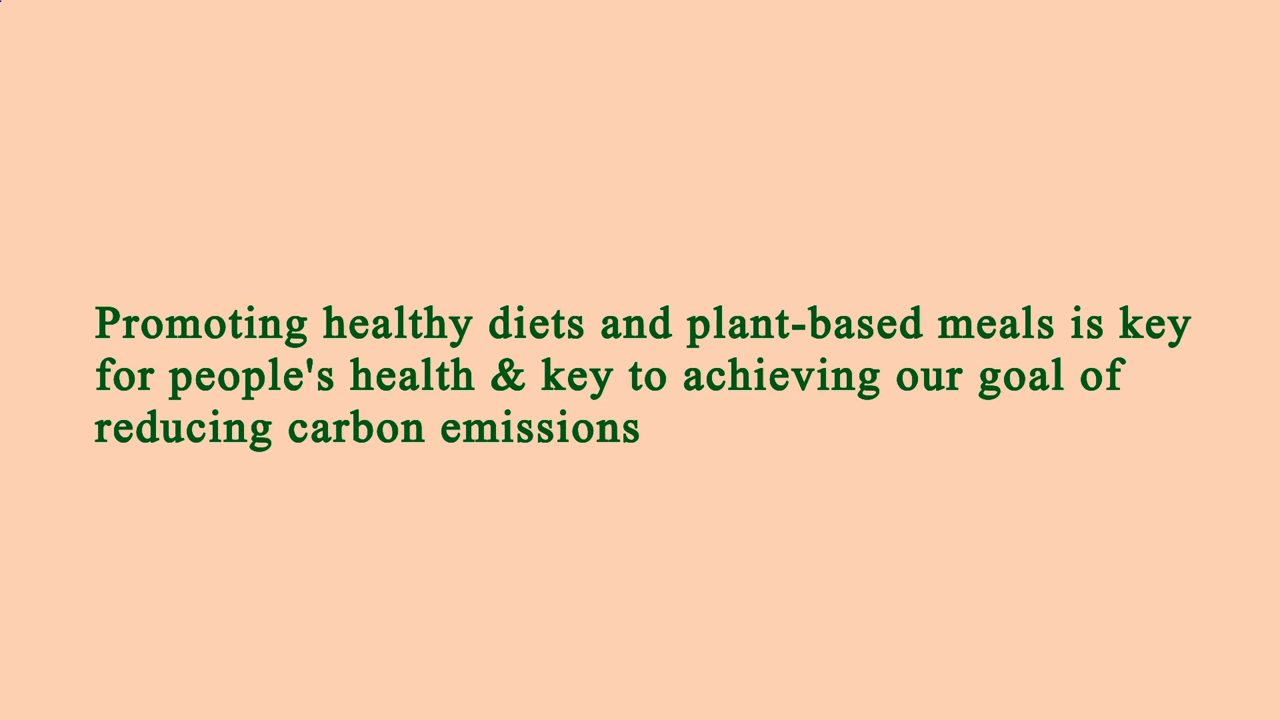 Promoting healthy diets and plant-based meals is key
for people's health & key to achieving our goal of
reducing carbon emissions